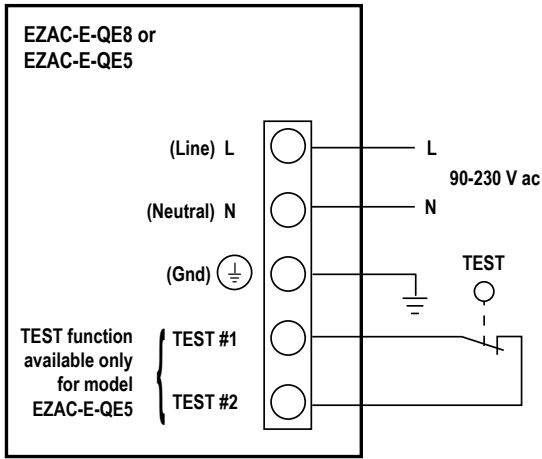 EZAC-E-QE8 or
EZAC-E-QE5
(Line) L
L
90-230 V ac
(Neutral) N
N
(Gnd)
TEST
TEST function
available only
for model
EZAC-E-QE5
TEST #1
TEST #2